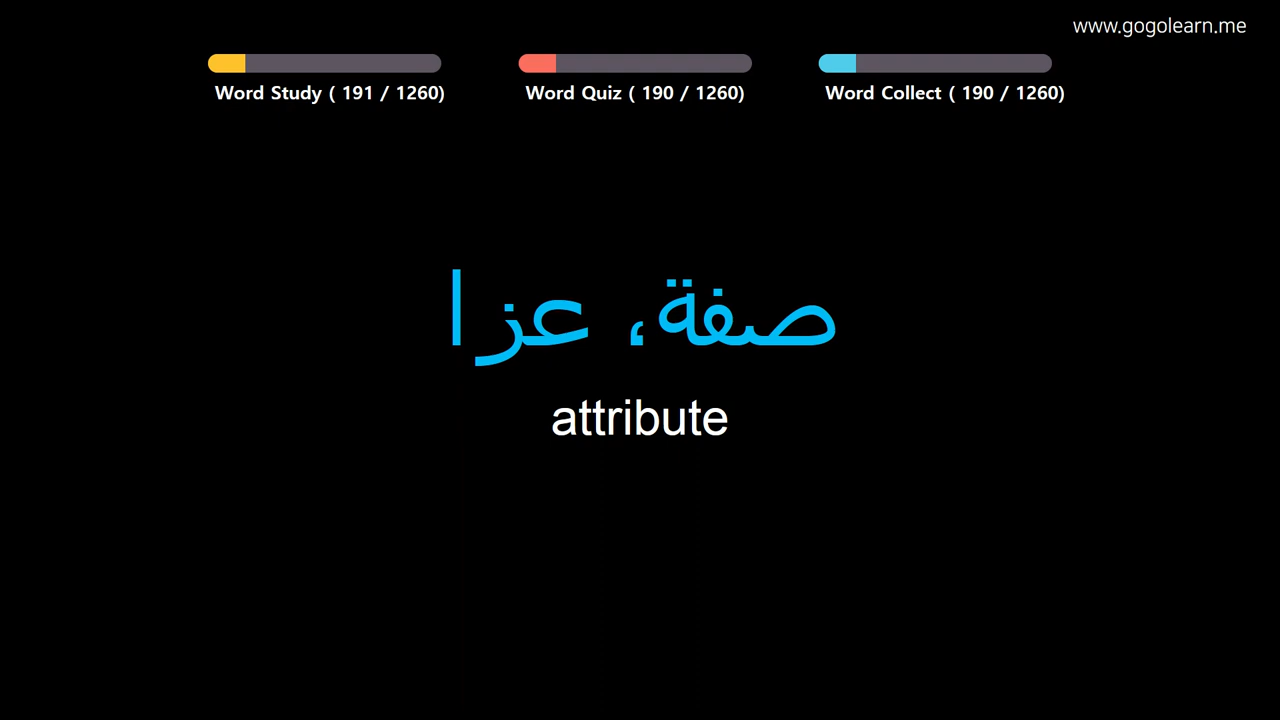 www.gogolearn.me
Word Study ( 191 / 1260)
Word Quiz ( 190 / 1260)
Word Collect ( 190 / 1260)
صفة، عزا
attribute